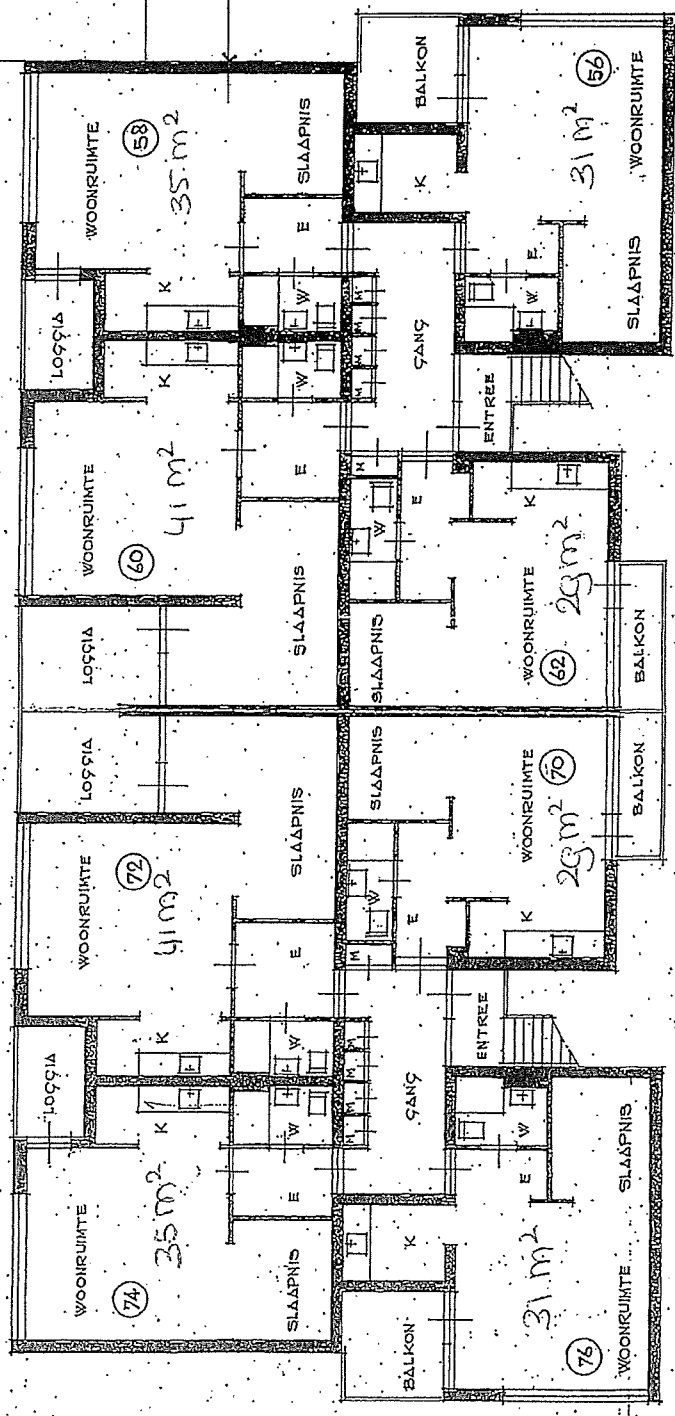 WOONRUIMTE
58
35 m²
SLAAPNIS
LOGGIA
K
E
W
M
M
M
M
BALKON
K
56
31 m²
WOONRUIMTE
SLAAPNIS
E
W
GANG
ENTREE
WOONRUIMTE
60
41 m²
K
W
E
SLAAPNIS
LOGGIA
M
W
E
K
SLAAPNIS
WOONRUIMTE
62
29 m²
BALKON
LOGGIA
WOONRUIMTE
72
41 m²
SLAAPNIS
E
K
W
SLAAPNIS
WOONRUIMTE
70
29 m²
BALKON
W
E
K
M
LOGGIA
M
M
M
M
GANG
ENTREE
WOONRUIMTE
74
35 m²
K
W
E
SLAAPNIS
BALKON
K
W
E
SLAAPNIS
31 m²
76
WOONRUIMTE